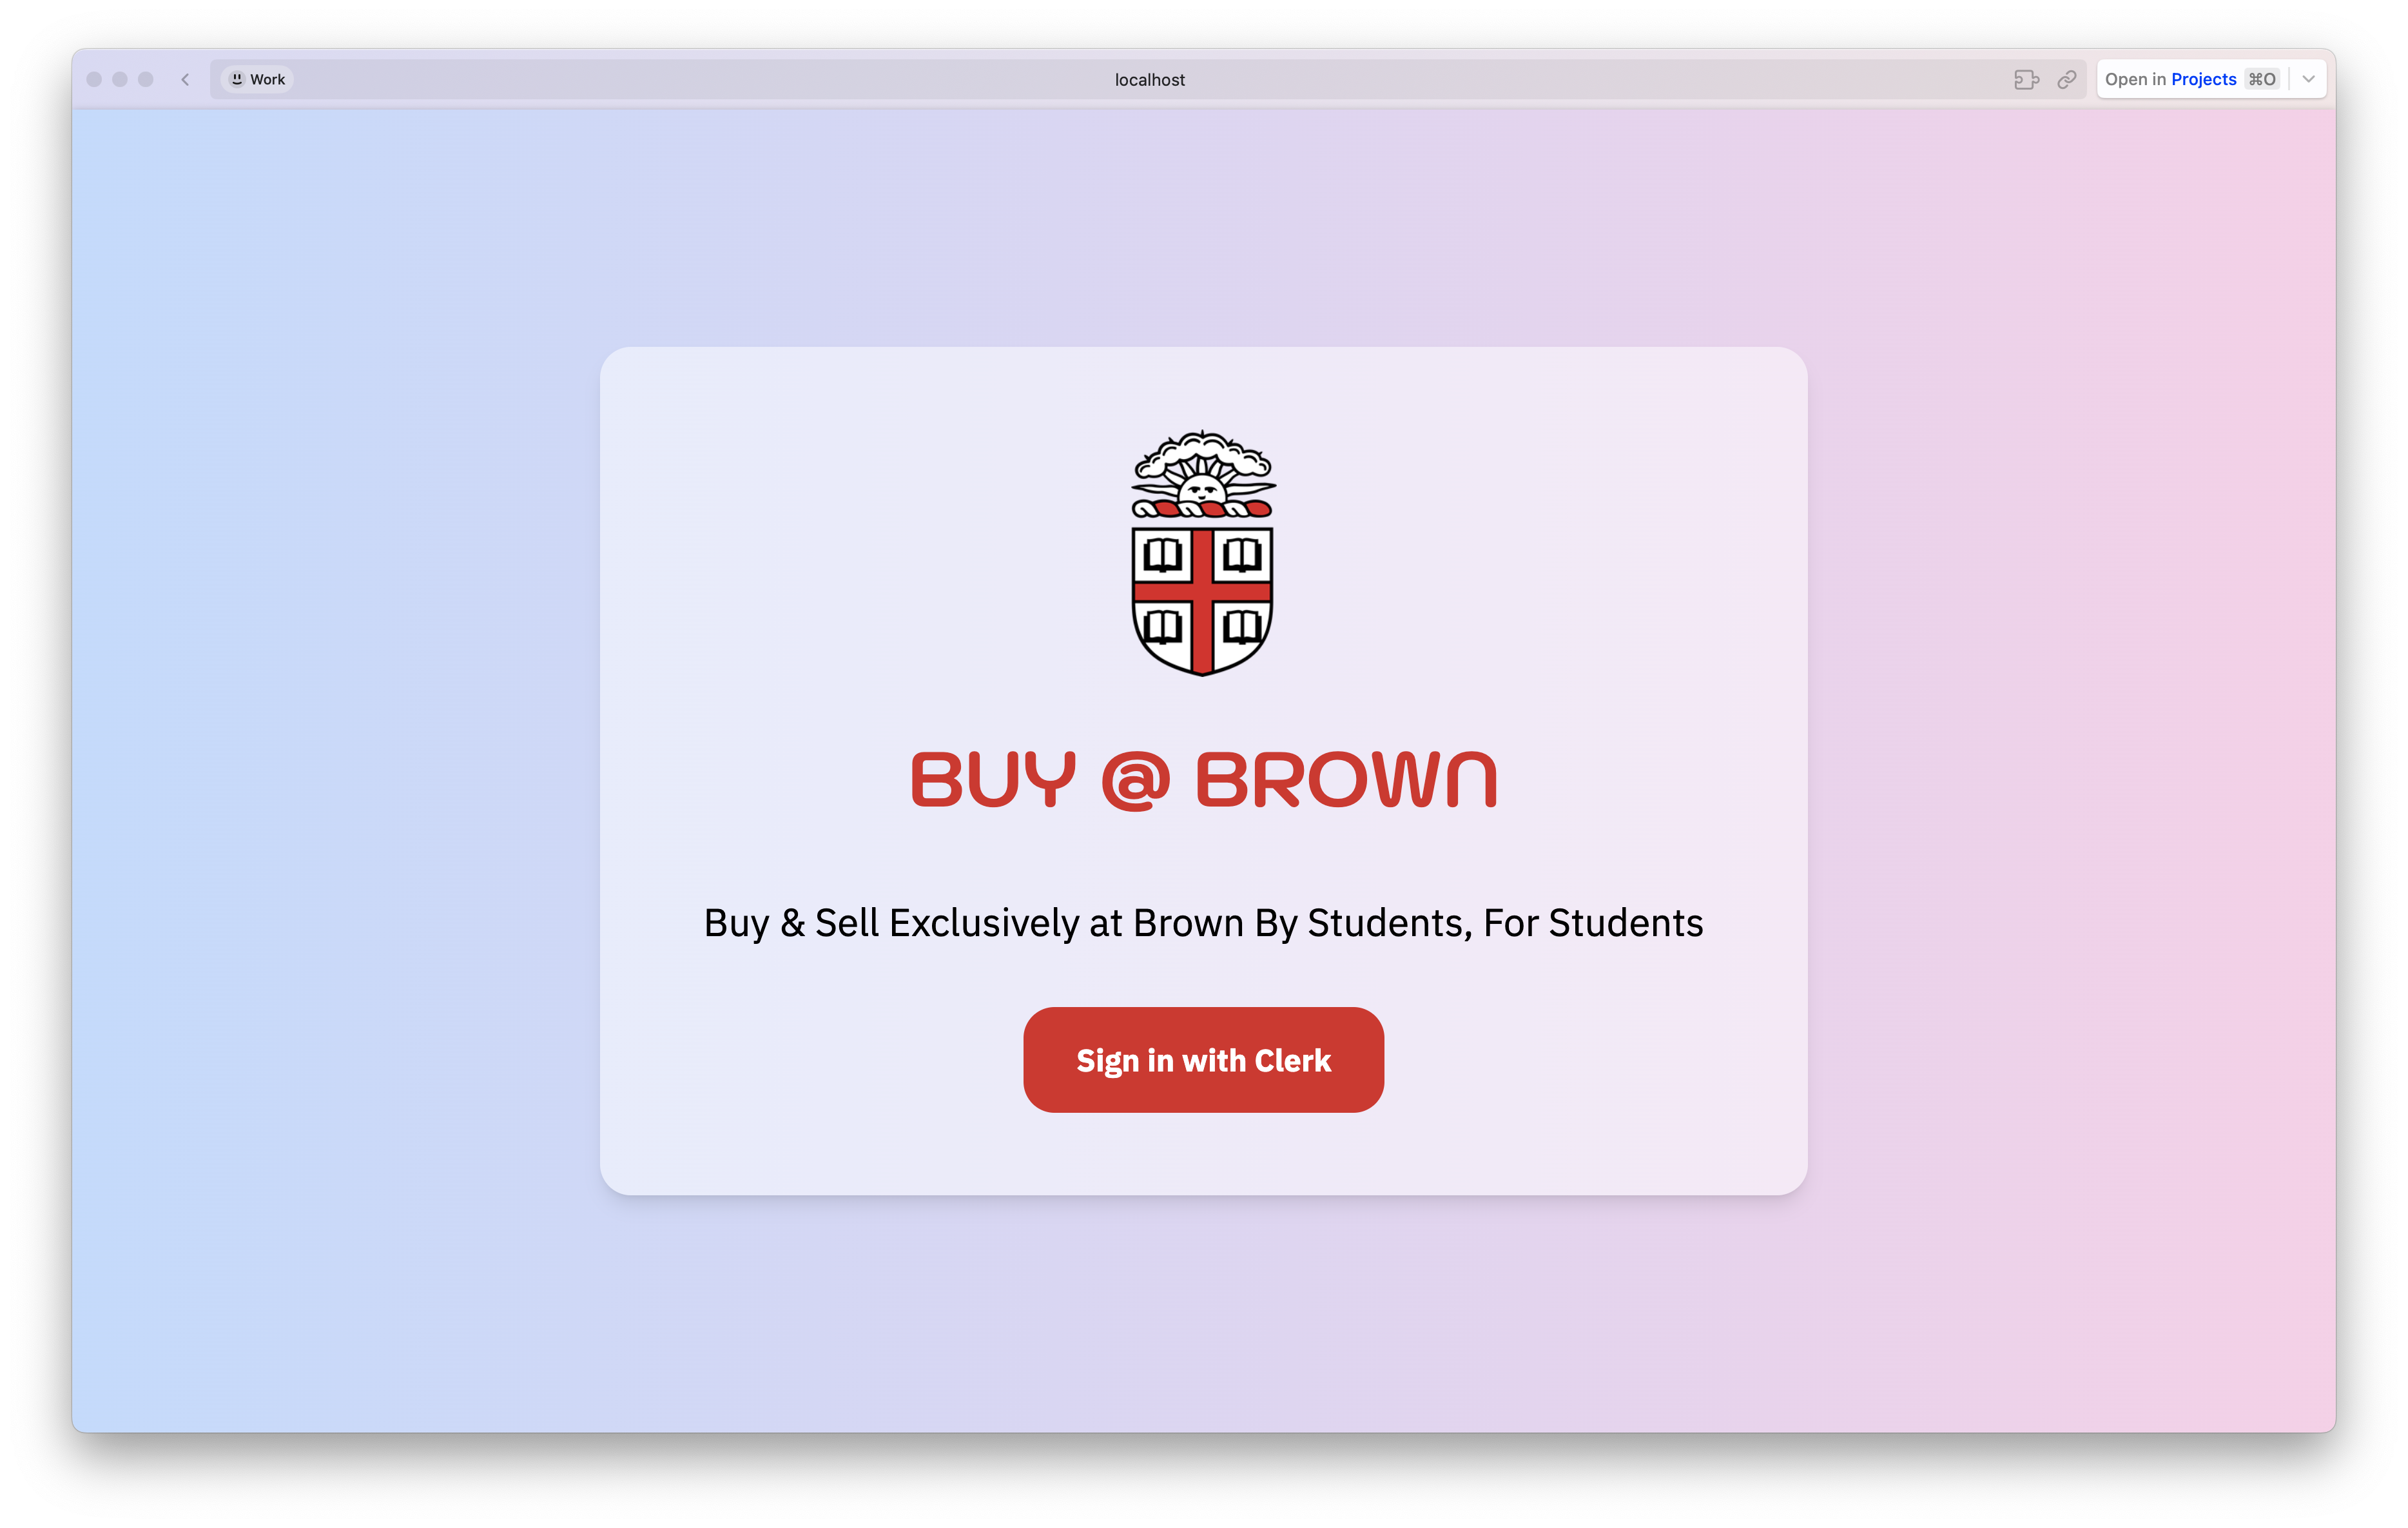 Work
localhost
Open in Projects ⌘O
BUY @ BROWN
Buy & Sell Exclusively at Brown By Students, For Students
Sign in with Clerk